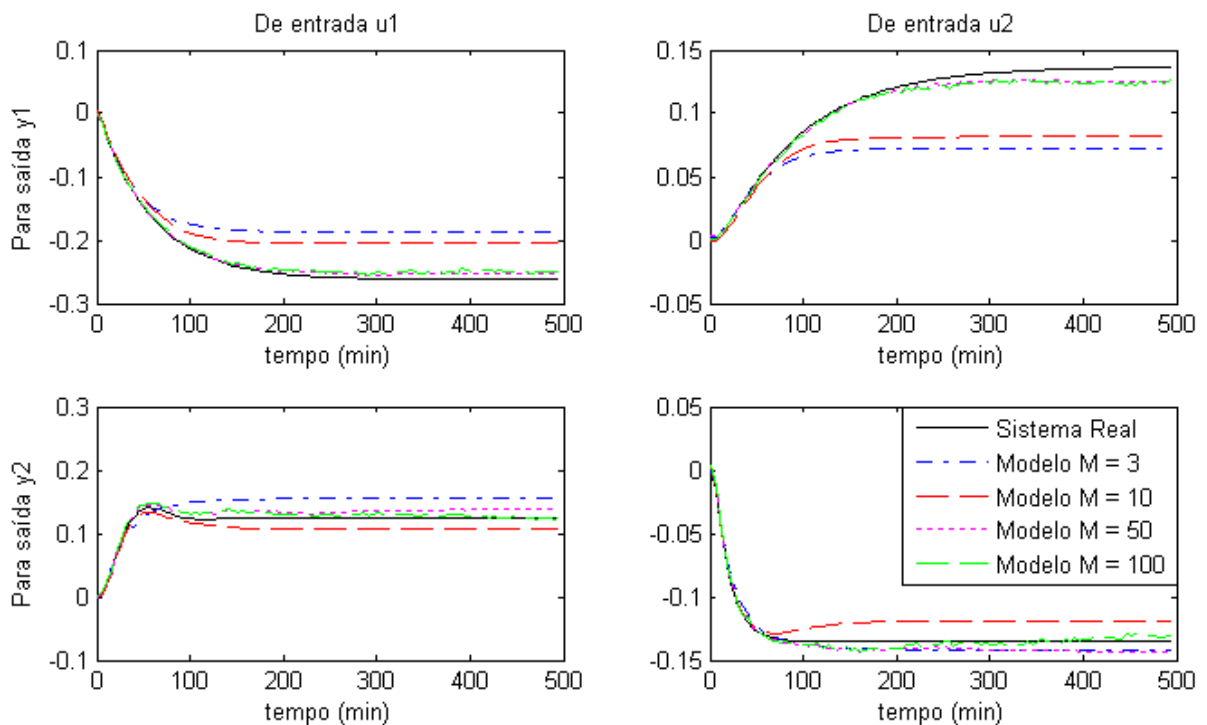 De entrada u1
De entrada u2
Para saída y1
0.1
0
-0.1
-0.2
-0.3
0 100 200 300 400 500
tempo (min)
0.15
0.1
0.05
0
-0.05
0 100 200 300 400 500
tempo (min)
Para saída y2
0.3
0.2
0.1
0
-0.1
0 100 200 300 400 500
tempo (min)
0.05
0
-0.05
-0.1
-0.15
0 100 200 300 400 500
tempo (min)
Sistema Real
Modelo M = 3
Modelo M = 10
Modelo M = 50
Modelo M = 100